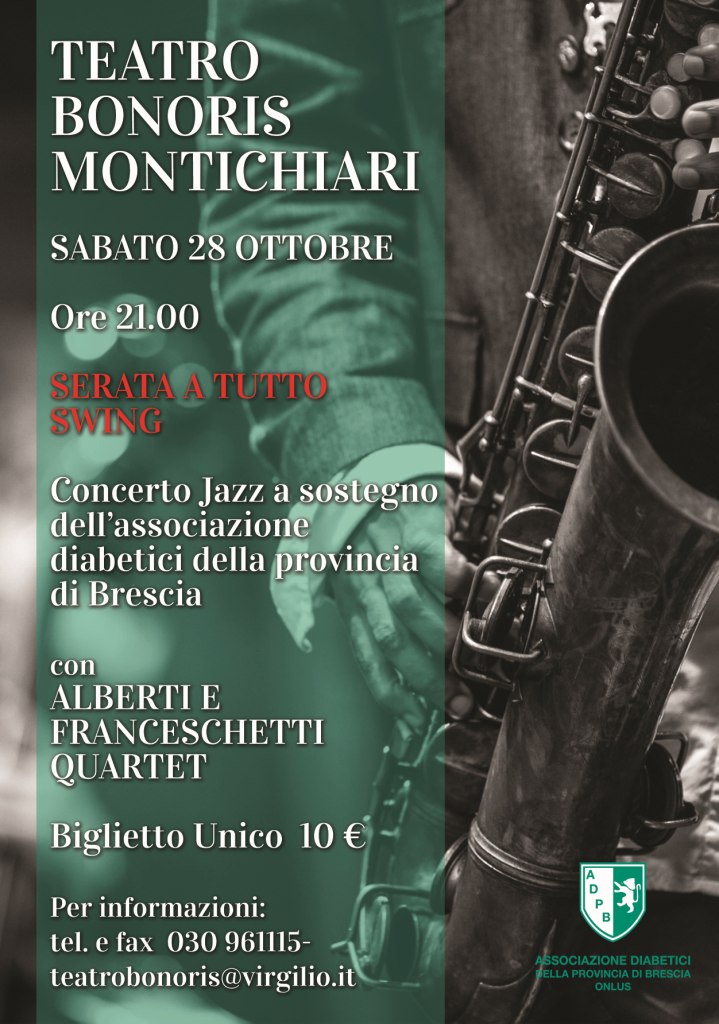 TEATRO
BONORIS
MONTICHIARI
SABATO 28 OTTOBRE
Ore 21.00
SERATA A TUTTO
SWING
Concerto Jazz a sostegno
dell'associazione
diabetici della provincia
di Brescia
con
ALBERTI E
FRANCESCHETTI
QUARTET
Biglietto Unico 10 €
Per informazioni:
tel. e fax 030 961115-
teatrobonoris@virgilio.it
A
D
P
B
ASSOCIAZIONE DIABETICI
DELLA PROVINCIA DI BRESCIA
ONLUS